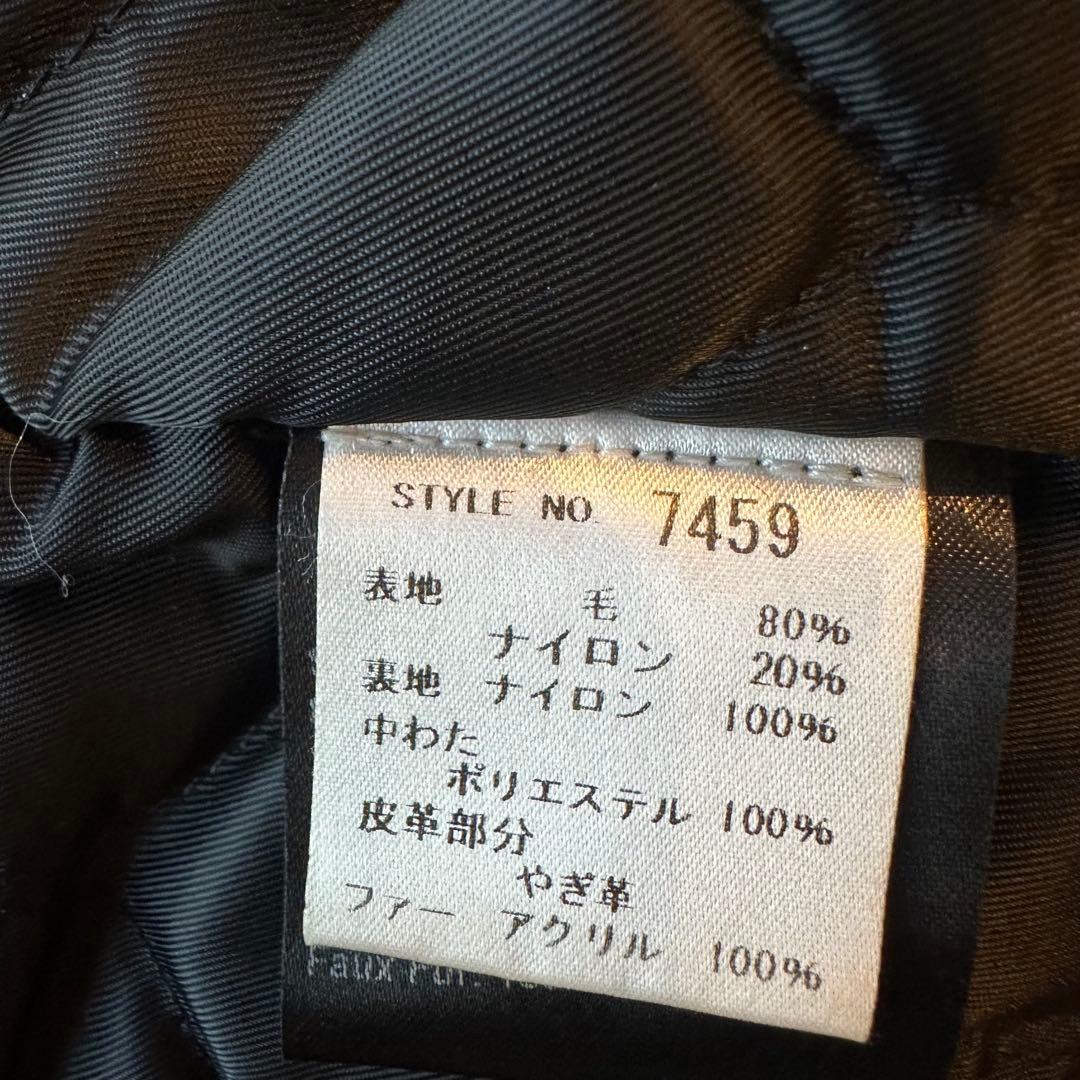 STYLE NO. 7459
表地 毛 80%
ナイロン 20%
裏地 ナイロン 100%
中わた
ポリエステル 100%
皮革部分
やぎ革
ファー アクリル 100%
Faux Fur: